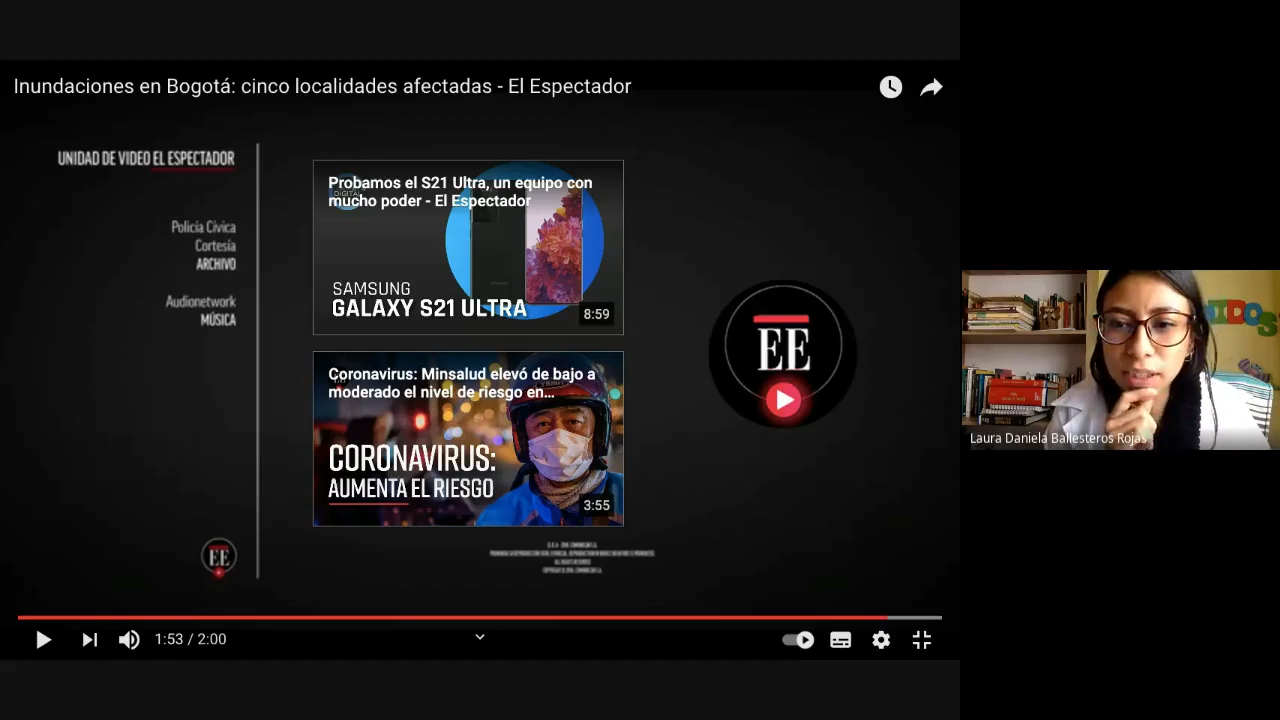 Inundaciones en Bogotá: cinco localidades afectadas - El Espectador
UNIDAD DE VIDEO EL ESPECTADOR
Policía Cívica
Cortesía
ARCHIVO
Audionetwork
MÚSICA
EE
Probamos el S21 Ultra, un equipo con
mucho poder - El Espectador
DIGITAL
SAMSUNG
GALAXY S21 ULTRA
8:59
Coronavirus: Minsalud elevó de bajo a
moderado el nivel de riesgo en...
CORONAVIRUS:
AUMENTA EL RIESGO
3:55
EE
1:53 / 2:00
IDOS
Laura Daniela Ballesteros Rojas